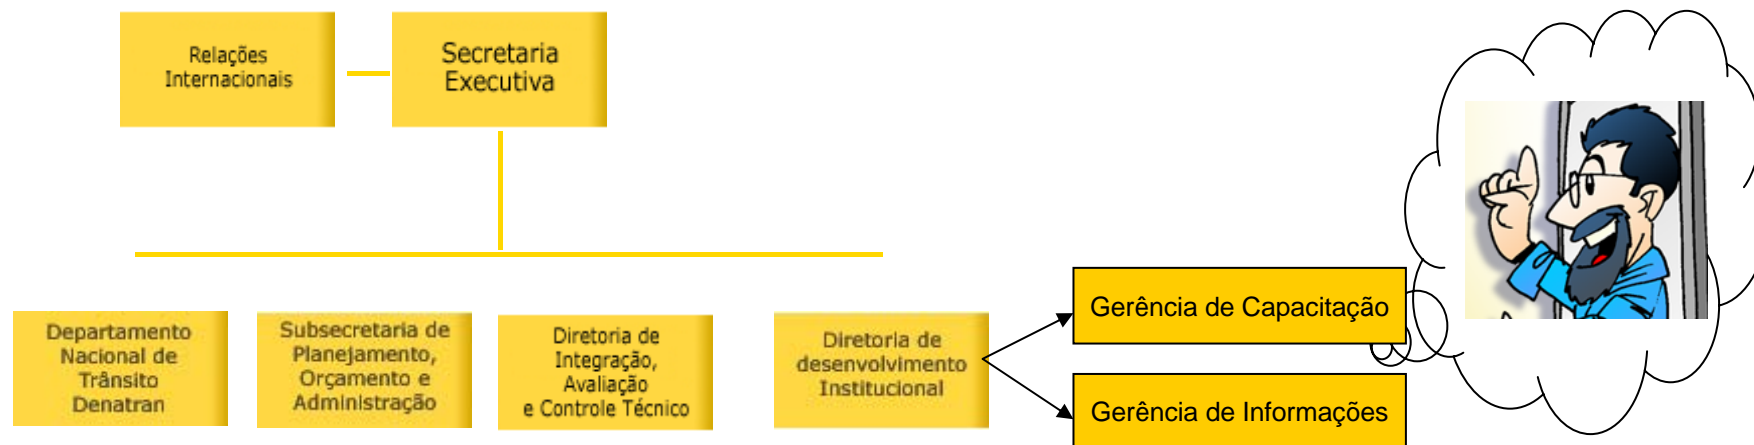 Relações
Internacionais
Secretaria
Executiva
Departamento
Nacional de
Trânsito
Denatran
Subsecretaria de
Planejamento,
Orçamento e
Administração
Diretoria de
Integração,
Avaliação
e Controle Técnico
Diretoria de
desenvolvimento
Institucional
Gerência de Capacitação
Gerência de Informações